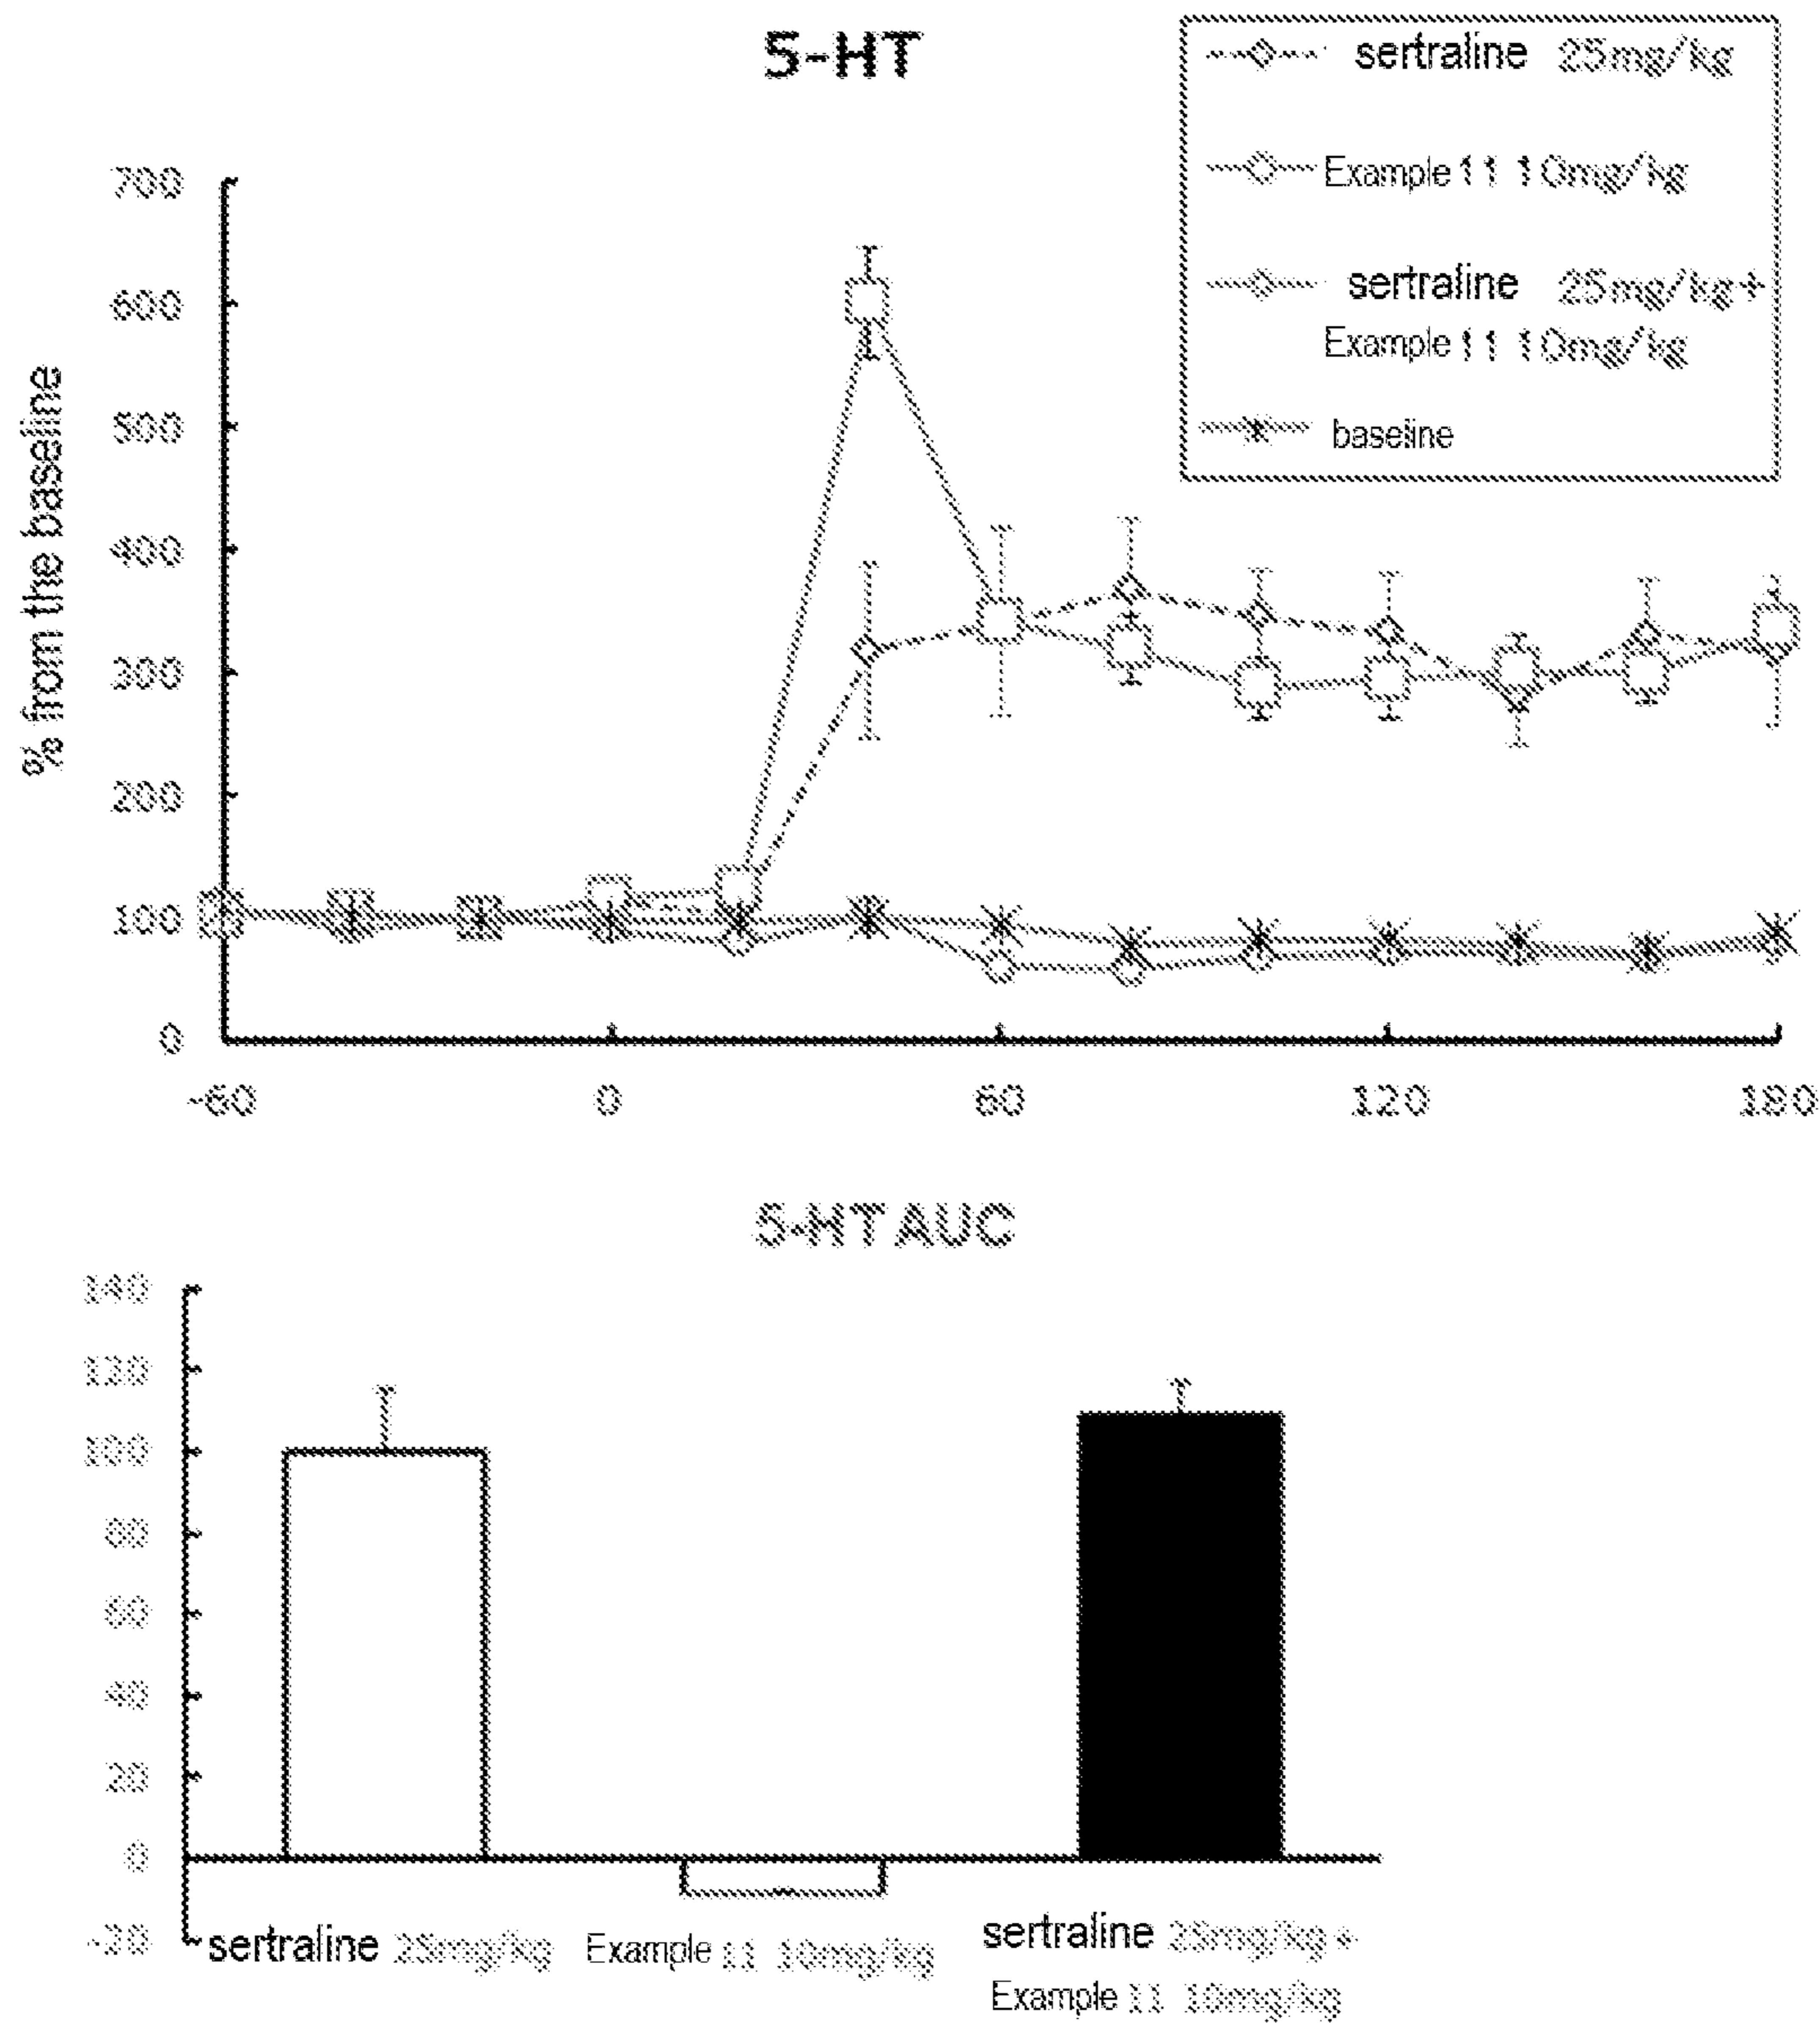 5-HT
sertraline 25mg/kg
Example 11 10mg/kg
sertraline 25mg/kg+
Example 11 10mg/kg
baseline
% from the baseline
700
600
500
400
300
200
100
0
-60 0 60 120 180
5-HT AUC
140
120
100
80
60
40
20
0
-20
sertraline 25mg/kg Example 11 10mg/kg sertraline 25mg/kg +
Example 11 10mg/kg